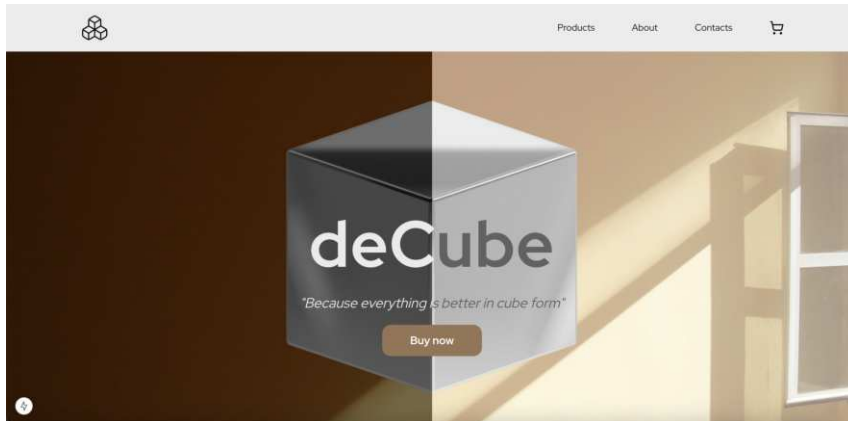 Products About Contacts
deCube
"Because everything is better in cube form"
Buy now